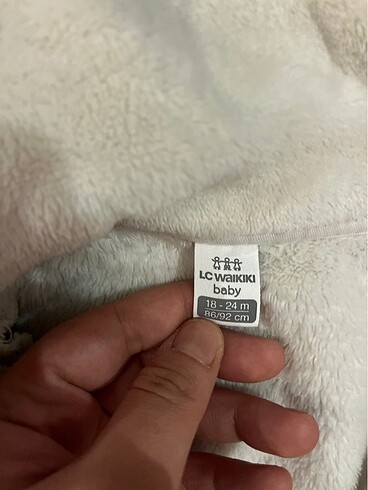 LC WAIKIKI
baby
18 - 24 m
86/92 cm